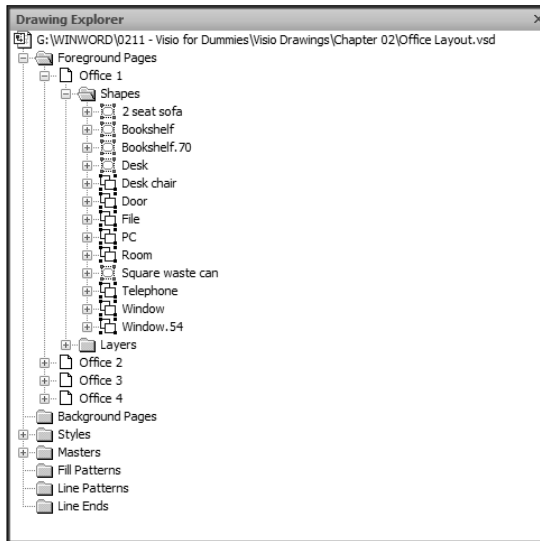 Drawing Explorer
G:\WINWORD\0211 - Visio for Dummies\Visio Drawings\Chapter 02\Office Layout.vsd
Foreground Pages
Office 1
Shapes
2 seat sofa
Bookshelf
Bookshelf.70
Desk
Desk chair
Door
File
PC
Room
Square waste can
Telephone
Window
Window.54
Layers
Office 2
Office 3
Office 4
Background Pages
Styles
Masters
Fill Patterns
Line Patterns
Line Ends